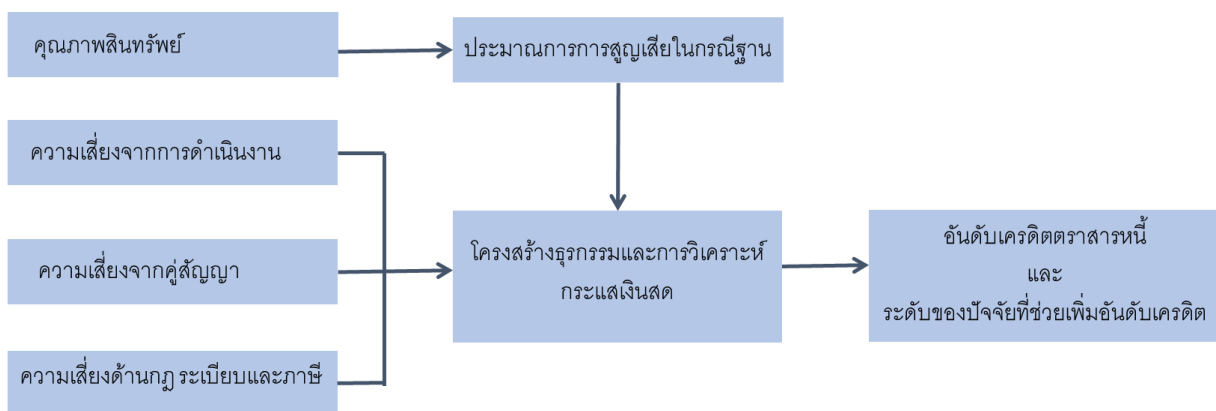 คุณภาพสินทรัพย์
ประมาณการการสูญเสียในกรณีฐาน
ความเสี่ยงจากการดำเนินงาน
ความเสี่ยงจากคู่สัญญา
โครงสร้างธุรกรรมและการวิเคราะห์
กระแสเงินสด
อันดับเครดิตตราสารหนี้
และ
ระดับของปัจจัยที่ช่วยเพิ่มอันดับเครดิต
ความเสี่ยงด้านกฎ ระเบียบและภาษี